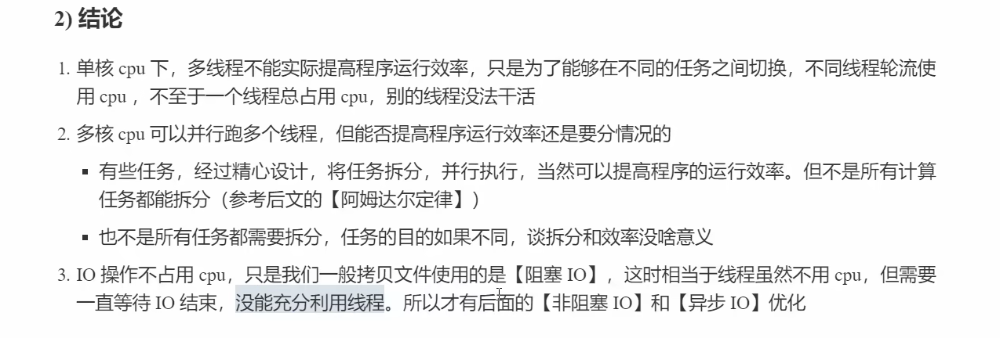 2) 结论
1. 单核 cpu 下，多线程不能实际提高程序运行效率，只是为了能够在不同的任务之间切换，不同线程轮流使
用 cpu ，不至于一个线程总占用 cpu，别的线程没法干活
2. 多核 cpu 可以并行跑多个线程，但能否提高程序运行效率还是要分情况的
▪ 有些任务，经过精心设计，将任务拆分，并行执行，当然可以提高程序的运行效率。但不是所有计算
任务都能拆分（参考后文的【阿姆达尔定律】）
▪ 也不是所有任务都需要拆分，任务的目的如果不同，谈拆分和效率没啥意义
3. IO 操作不占用 cpu，只是我们一般拷贝文件使用的是【阻塞 IO】，这时相当于线程虽然不用 cpu，但需要
一直等待 IO 结束，没能充分利用线程。所以才有后面的【非阻塞 IO】和【异步 IO】优化